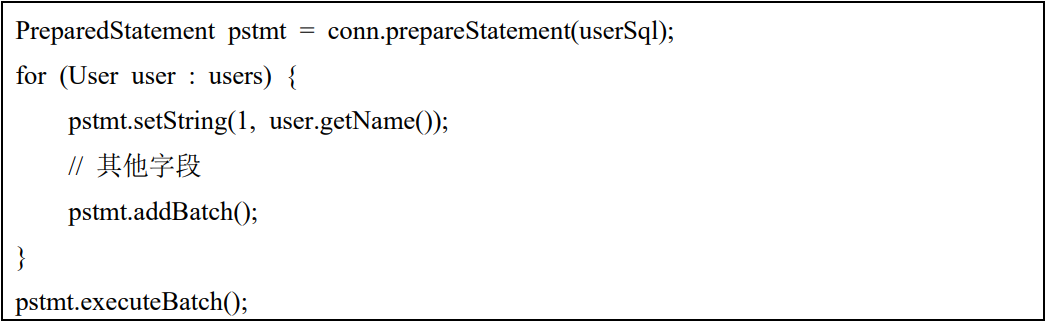 PreparedStatement pstmt = conn.prepareStatement(userSql);
for (User user : users) {
pstmt.setString(1, user.getName());
// 其他字段
pstmt.addBatch();
}
pstmt.executeBatch();